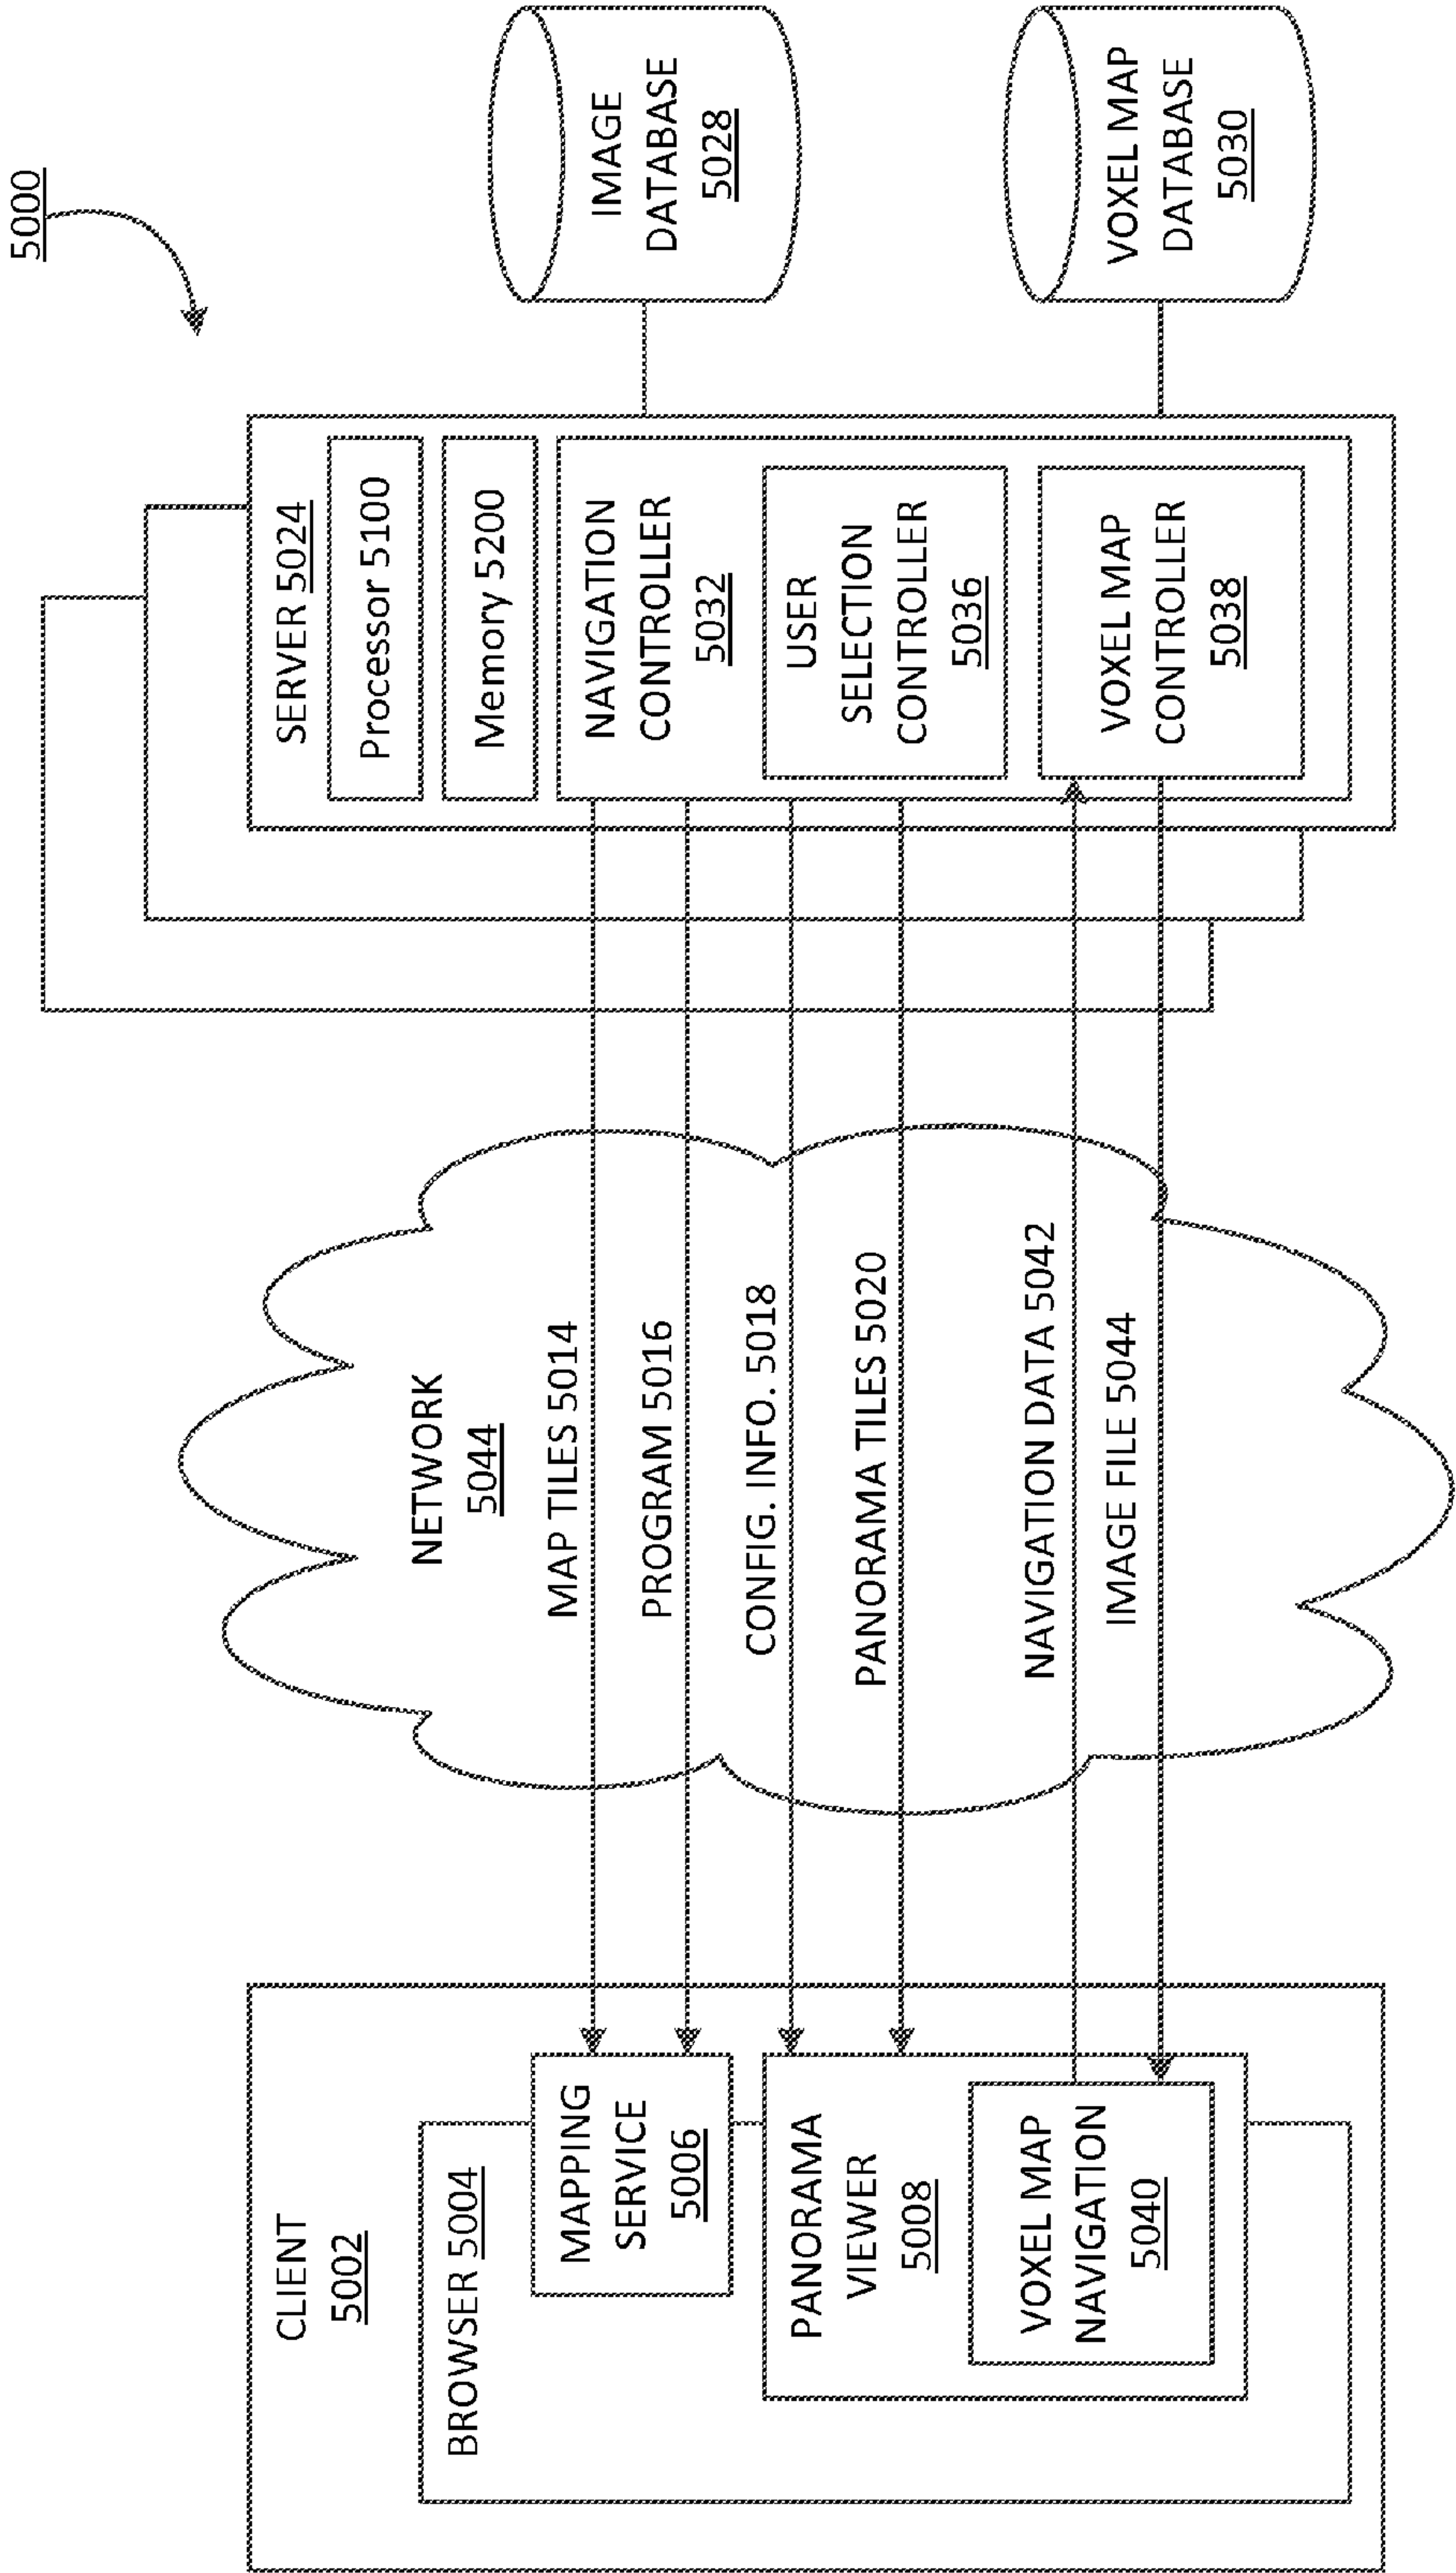 5000
CLIENT
5002
BROWSER 5004
MAPPING
SERVICE
5006
PANORAMA
VIEWER
5008
VOXEL MAP
NAVIGATION
5040
NETWORK
5044
MAP TILES 5014
PROGRAM 5016
CONFIG. INFO. 5018
PANORAMA TILES 5020
NAVIGATION DATA 5042
IMAGE FILE 5044
SERVER 5024
Processor 5100
Memory 5200
NAVIGATION
CONTROLLER
5032
USER
SELECTION
CONTROLLER
5036
VOXEL MAP
CONTROLLER
5038
IMAGE
DATABASE
5028
VOXEL MAP
DATABASE
5030